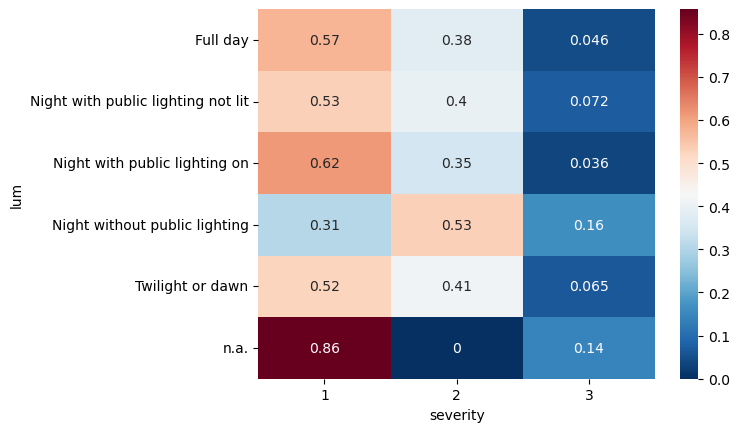 Full day 0.57 0.38 0.046
Night with public lighting not lit 0.53 0.4 0.072
Night with public lighting on 0.62 0.35 0.036
Night without public lighting 0.31 0.53 0.16
Twilight or dawn 0.52 0.41 0.065
n.a. 0.86 0 0.14
1 2 3
severity
lum
0.8
0.7
0.6
0.5
0.4
0.3
0.2
0.1
0.0